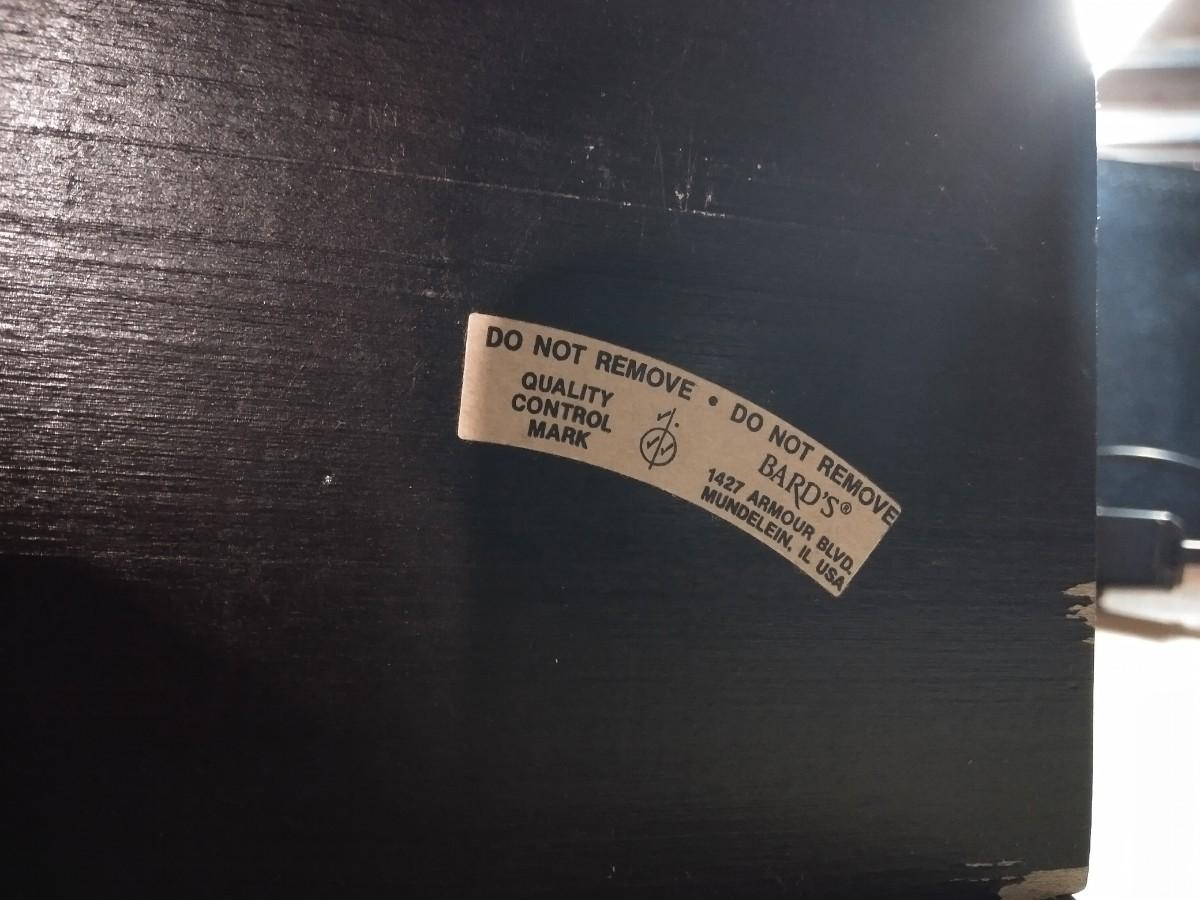 DO NOT REMOVE • DO NOT REMOVE
QUALITY
CONTROL
MARK
BARD'S®
1427 ARMOUR BLVD.
MUNDELEIN, IL USA